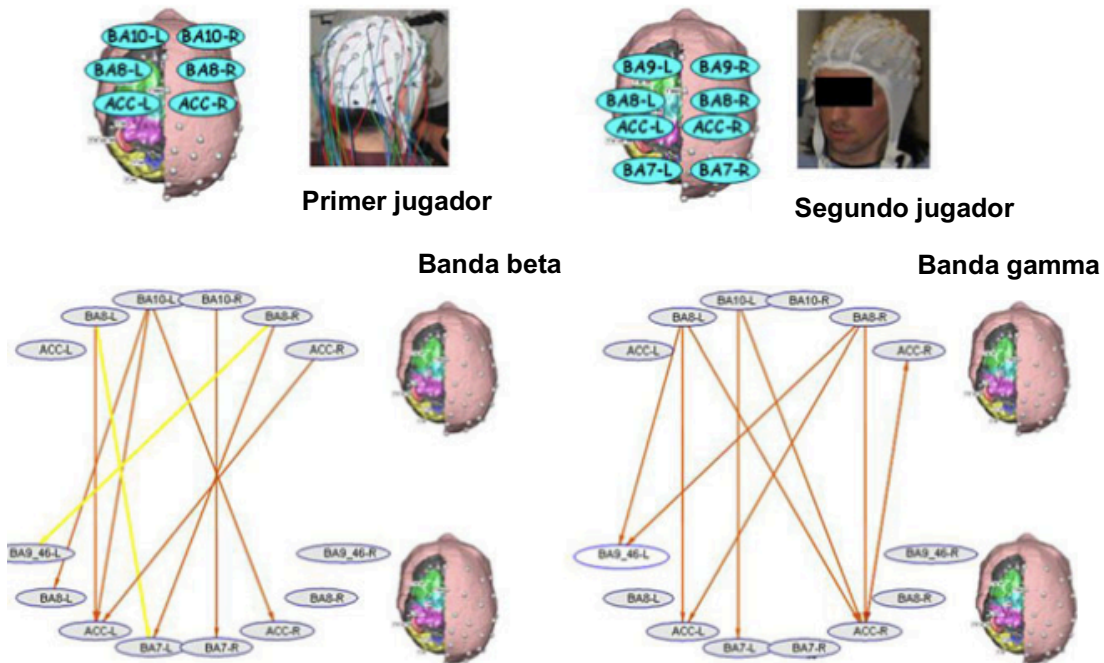 BA10-L BA10-R
BA8-L BA8-R
ACC-L ACC-R
Primer jugador
BA9-L BA9-R
BA8-L BA8-R
ACC-L ACC-R
BA7-L BA7-R
Segundo jugador
Banda beta
BA10-L BA10-R
BA8-L BA8-R
ACC-L ACC-R
BA9_46-L BA9_46-R
BA8-L BA8-R
ACC-L ACC-R
BA7-L BA7-R
Banda gamma
BA10-L BA10-R
BA8-L BA8-R
ACC-L ACC-R
BA9_46-L BA9_46-R
BA8-L BA8-R
ACC-L ACC-R
BA7-L BA7-R